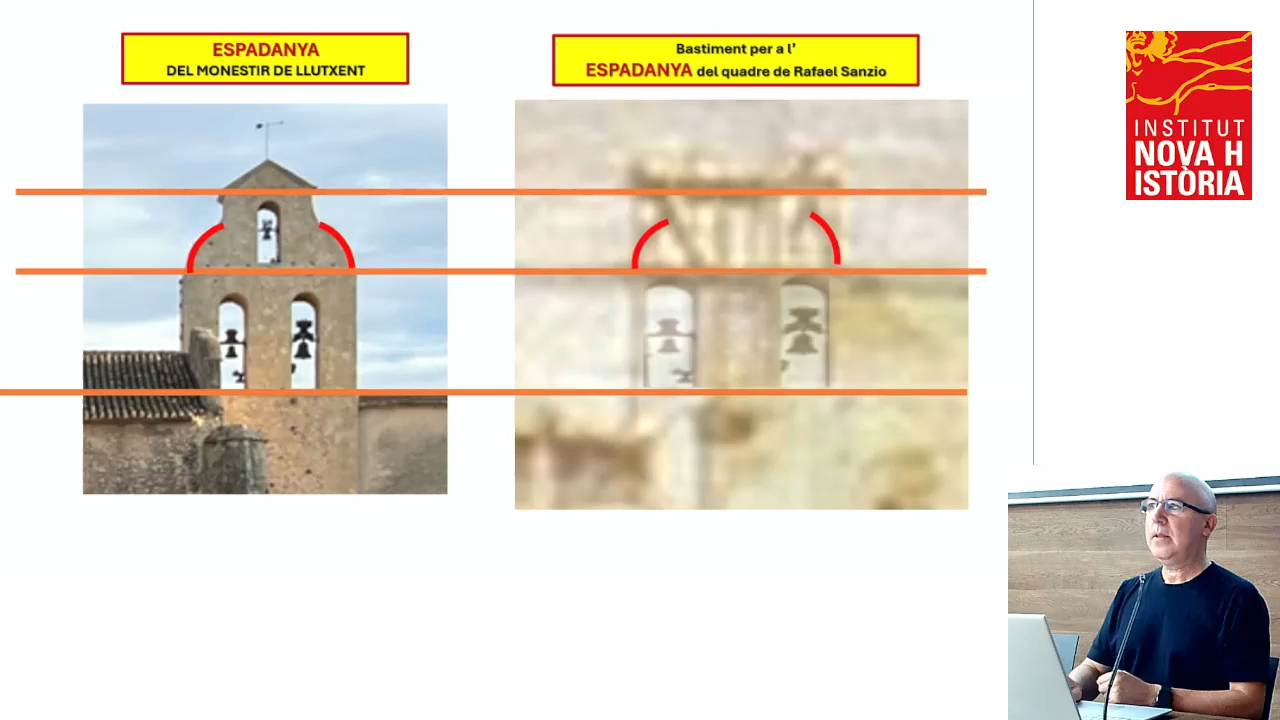 ESPADANYA
DEL MONESTIR DE LLUTXENT
Bastiment per a l’
ESPADANYA del quadre de Rafael Sanzio
INSTITUT
NOVA H
ISTÒRIA